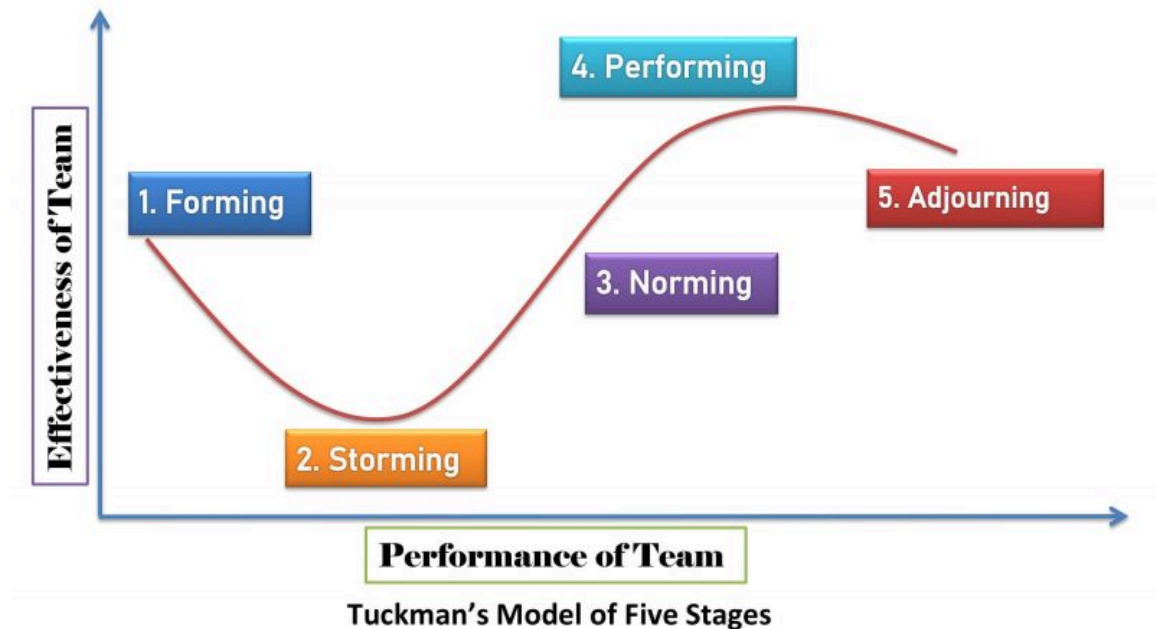 4. Performing
1. Forming
5. Adjourning
3. Norming
2. Storming
Effectiveness of Team
Performance of Team
Tuckman's Model of Five Stages